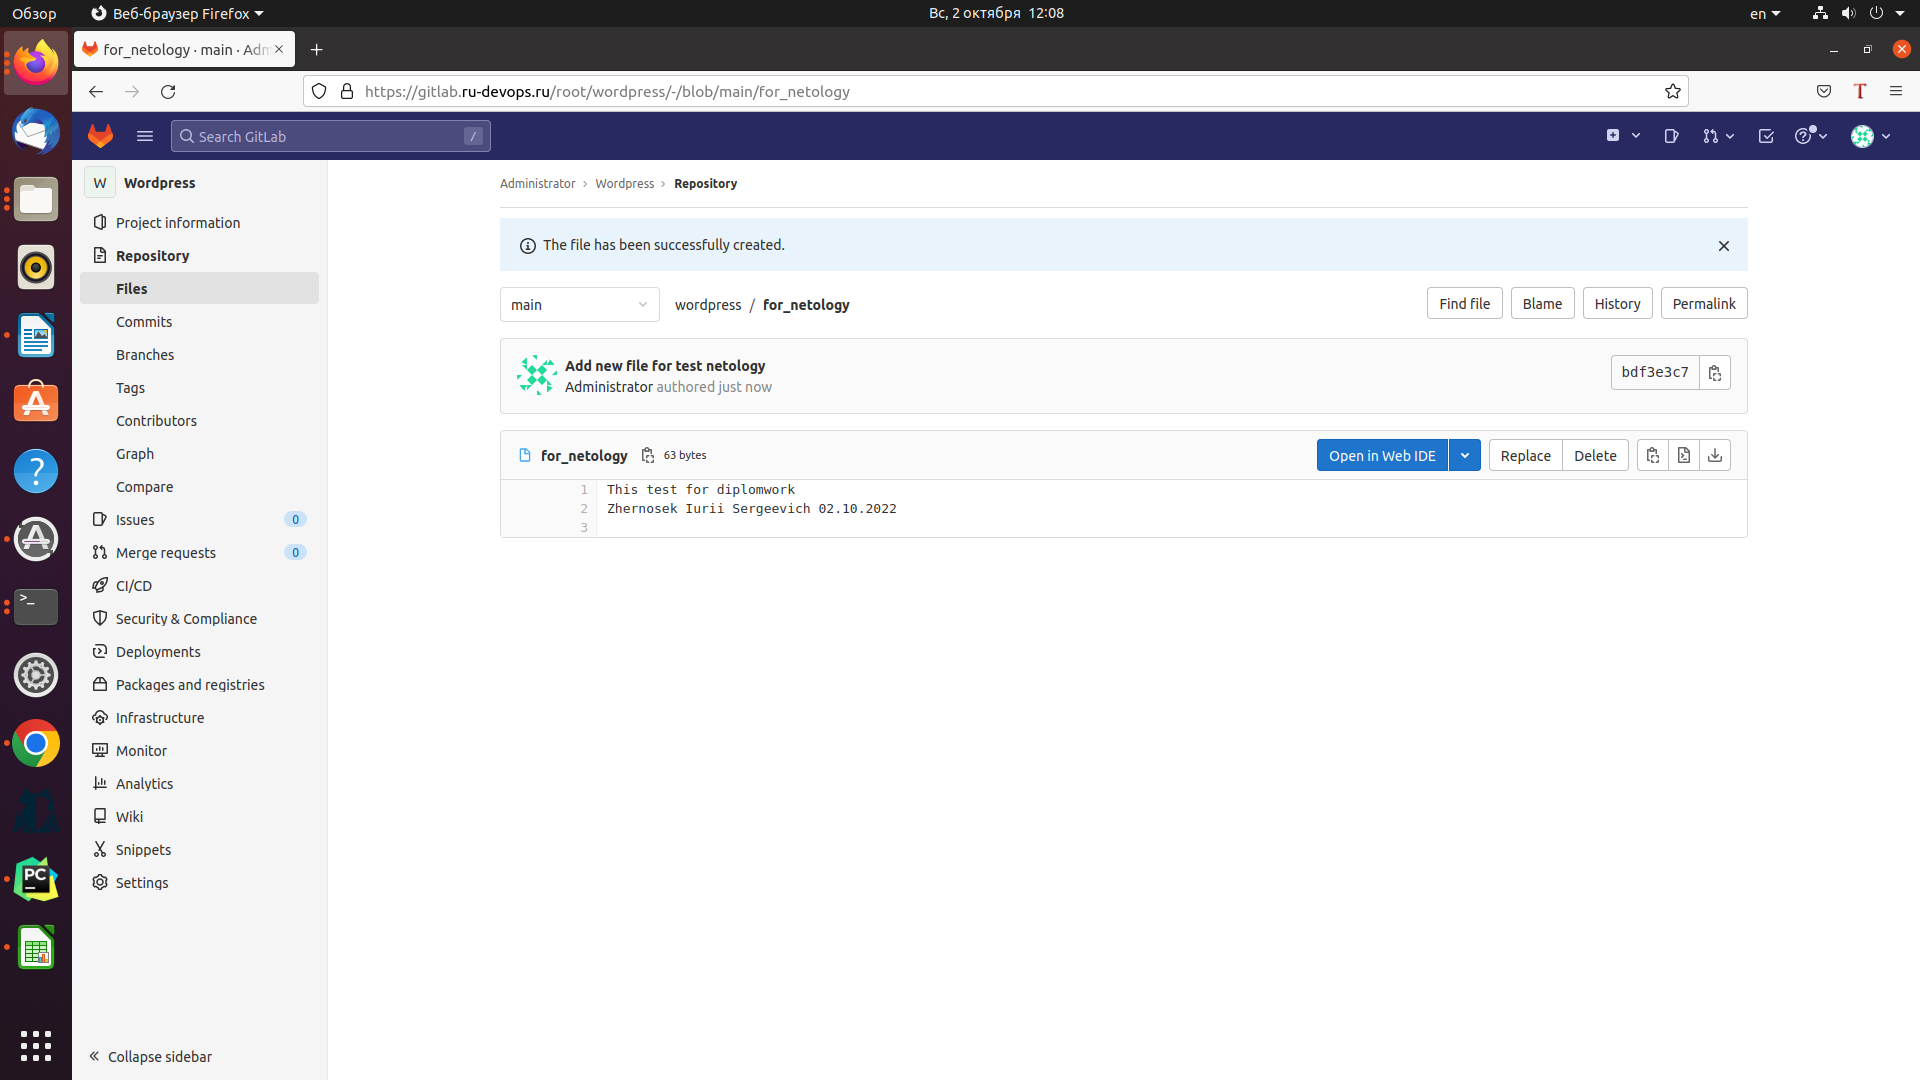 Обзор
Веб-браузер Firefox
Вс, 2 октября 12:08
en
for_netology · main · Adm
https://gitlab.ru-devops.ru/root/wordpress/-/blob/main/for_netology
T
Search GitLab
/
W Wordpress
Project information
Repository
Files
Commits
Branches
Tags
Contributors
Graph
Compare
Issues 0
Merge requests 0
CI/CD
Security & Compliance
Deployments
Packages and registries
Infrastructure
Monitor
Analytics
Wiki
Snippets
Settings
Collapse sidebar
Administrator › Wordpress › Repository
The file has been successfully created.
main
wordpress / for_netology
Find file
Blame
History
Permalink
Add new file for test netology
Administrator authored just now
bdf3e3c7
for_netology
63 bytes
Open in Web IDE
Replace
Delete
1 This test for diplomwork
2 Zhernosek Iurii Sergeevich 02.10.2022
3
PC